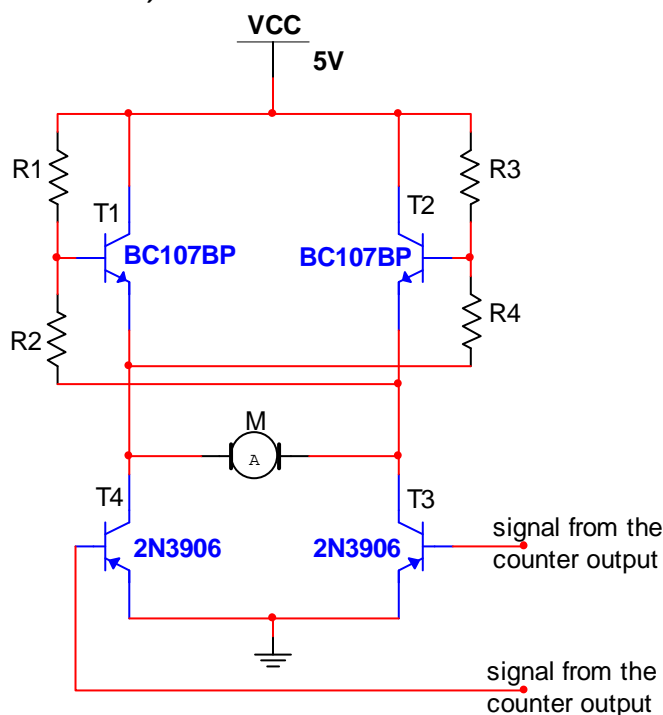 VCC
5V
R1
R3
T1
T2
BC107BP
BC107BP
R2
R4
M
A
T4
T3
2N3906
2N3906
signal from the
counter output
signal from the
counter output